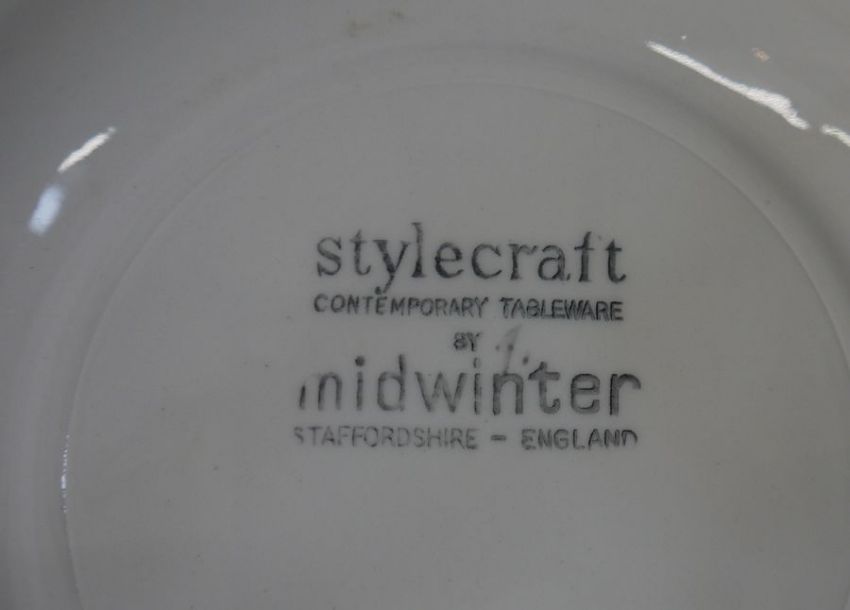 stylecraft
CONTEMPORARY TABLEWARE
BY
midwinter
STAFFORDSHIRE - ENGLAND